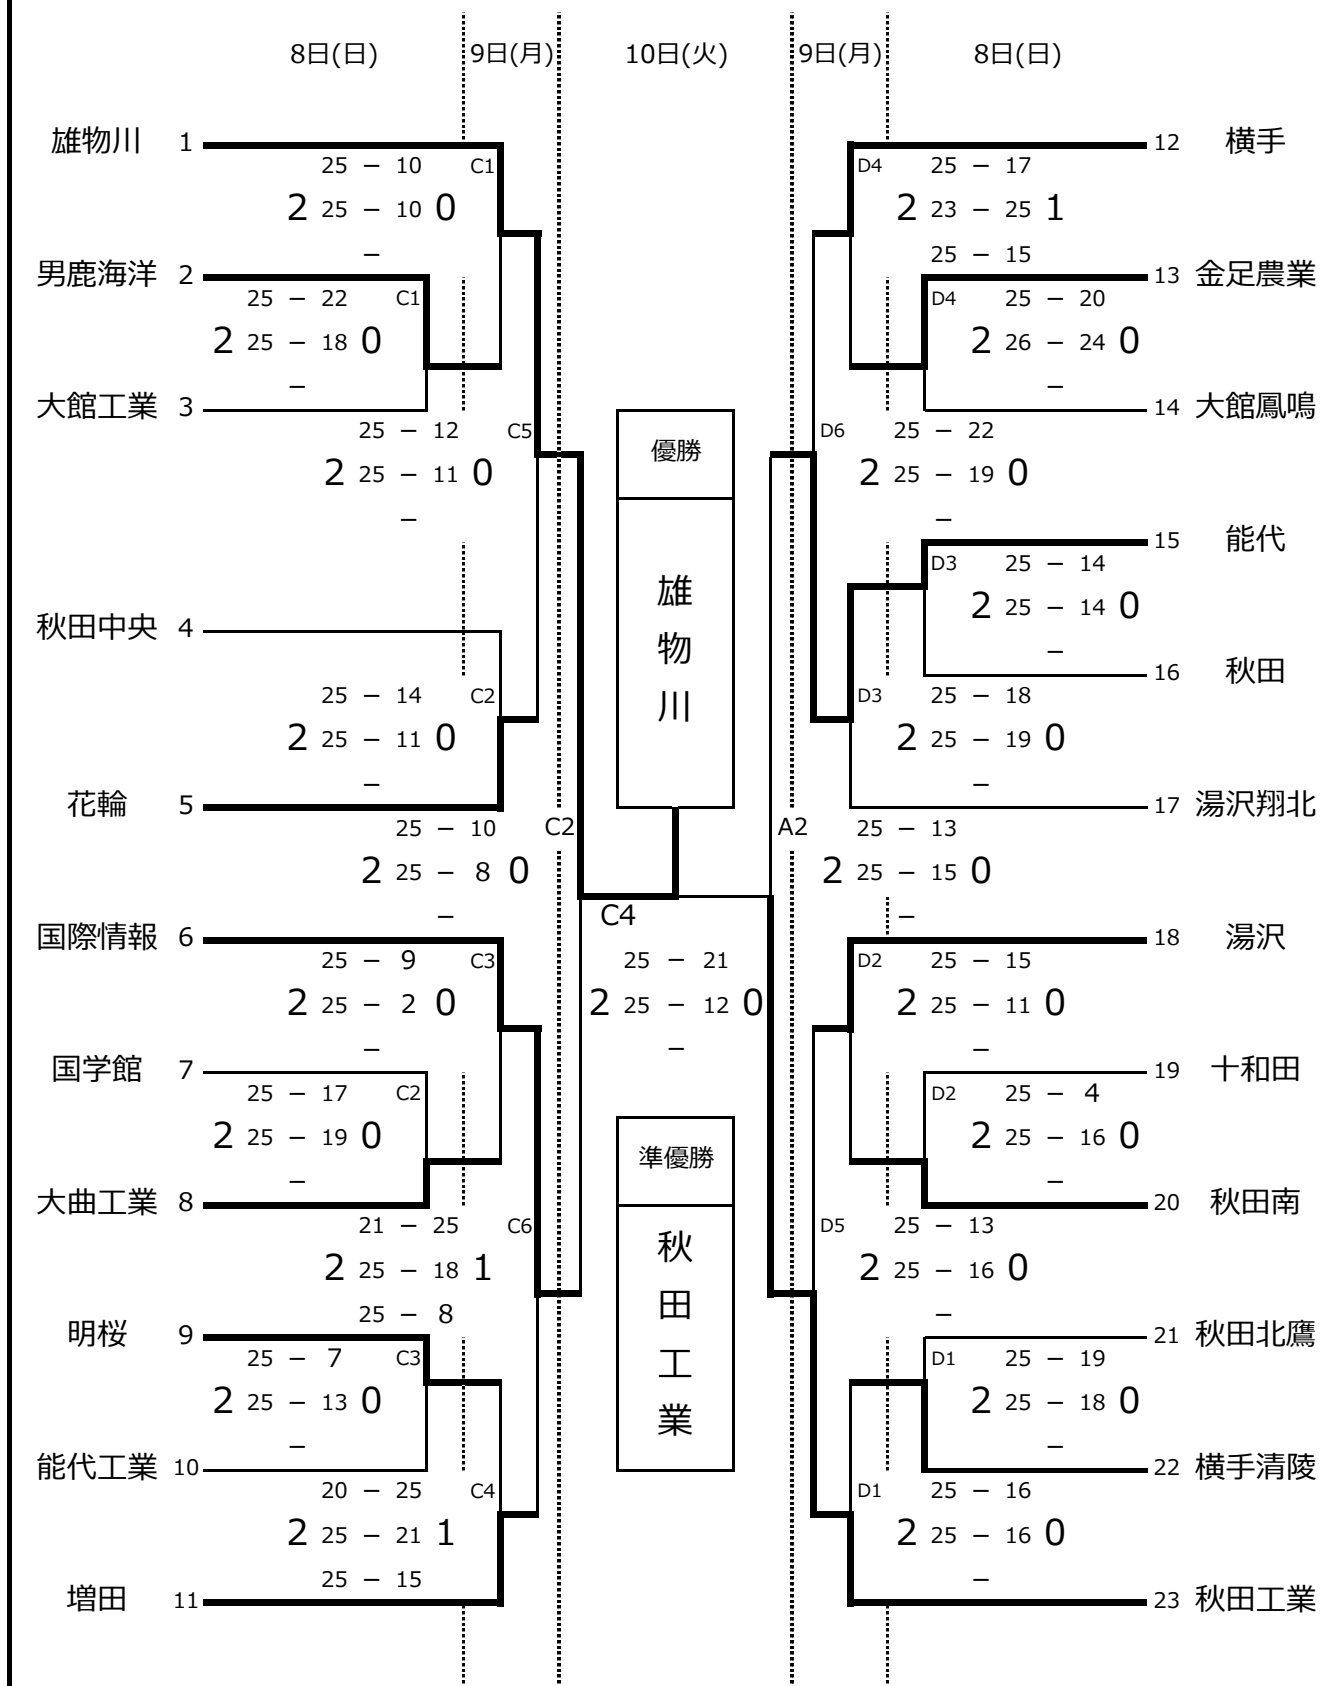 8日(日) 9日(月) 10日(火) 9日(月) 8日(日)
雄物川 1
25 − 10 C1
2 25 − 10 0
−
男鹿海洋 2
25 − 22 C1
2 25 − 18 0
−
大館工業 3
25 − 12 C5
2 25 − 11 0
−
秋田中央 4
25 − 14 C2
2 25 − 11 0
−
花輪 5
25 − 10 C2
2 25 − 8 0
−
国際情報 6
25 − 9 C3
2 25 − 2 0
−
国学館 7
25 − 17 C2
2 25 − 19 0
−
大曲工業 8
21 − 25 C6
2 25 − 18 1
25 − 8
明桜 9
25 − 7 C3
2 25 − 13 0
−
能代工業 10
20 − 25 C4
2 25 − 21 1
25 − 15
増田 11
優勝
雄物川
C4
25 − 21
2 25 − 12 0
−
準優勝
秋田工業
12 横手
D4 25 − 17
2 23 − 25 1
25 − 15
13 金足農業
D4 25 − 20
2 26 − 24 0
−
14 大館鳳鳴
D6 25 − 22
2 25 − 19 0
−
15 能代
D3 25 − 14
2 25 − 14 0
−
16 秋田
D3 25 − 18
2 25 − 19 0
−
17 湯沢翔北
A2 25 − 13
2 25 − 15 0
−
18 湯沢
D2 25 − 15
2 25 − 11 0
−
19 十和田
D2 25 − 4
2 25 − 16 0
−
20 秋田南
D5 25 − 13
2 25 − 16 0
−
21 秋田北鷹
D1 25 − 19
2 25 − 18 0
−
22 横手清陵
D1 25 − 16
2 25 − 16 0
−
23 秋田工業